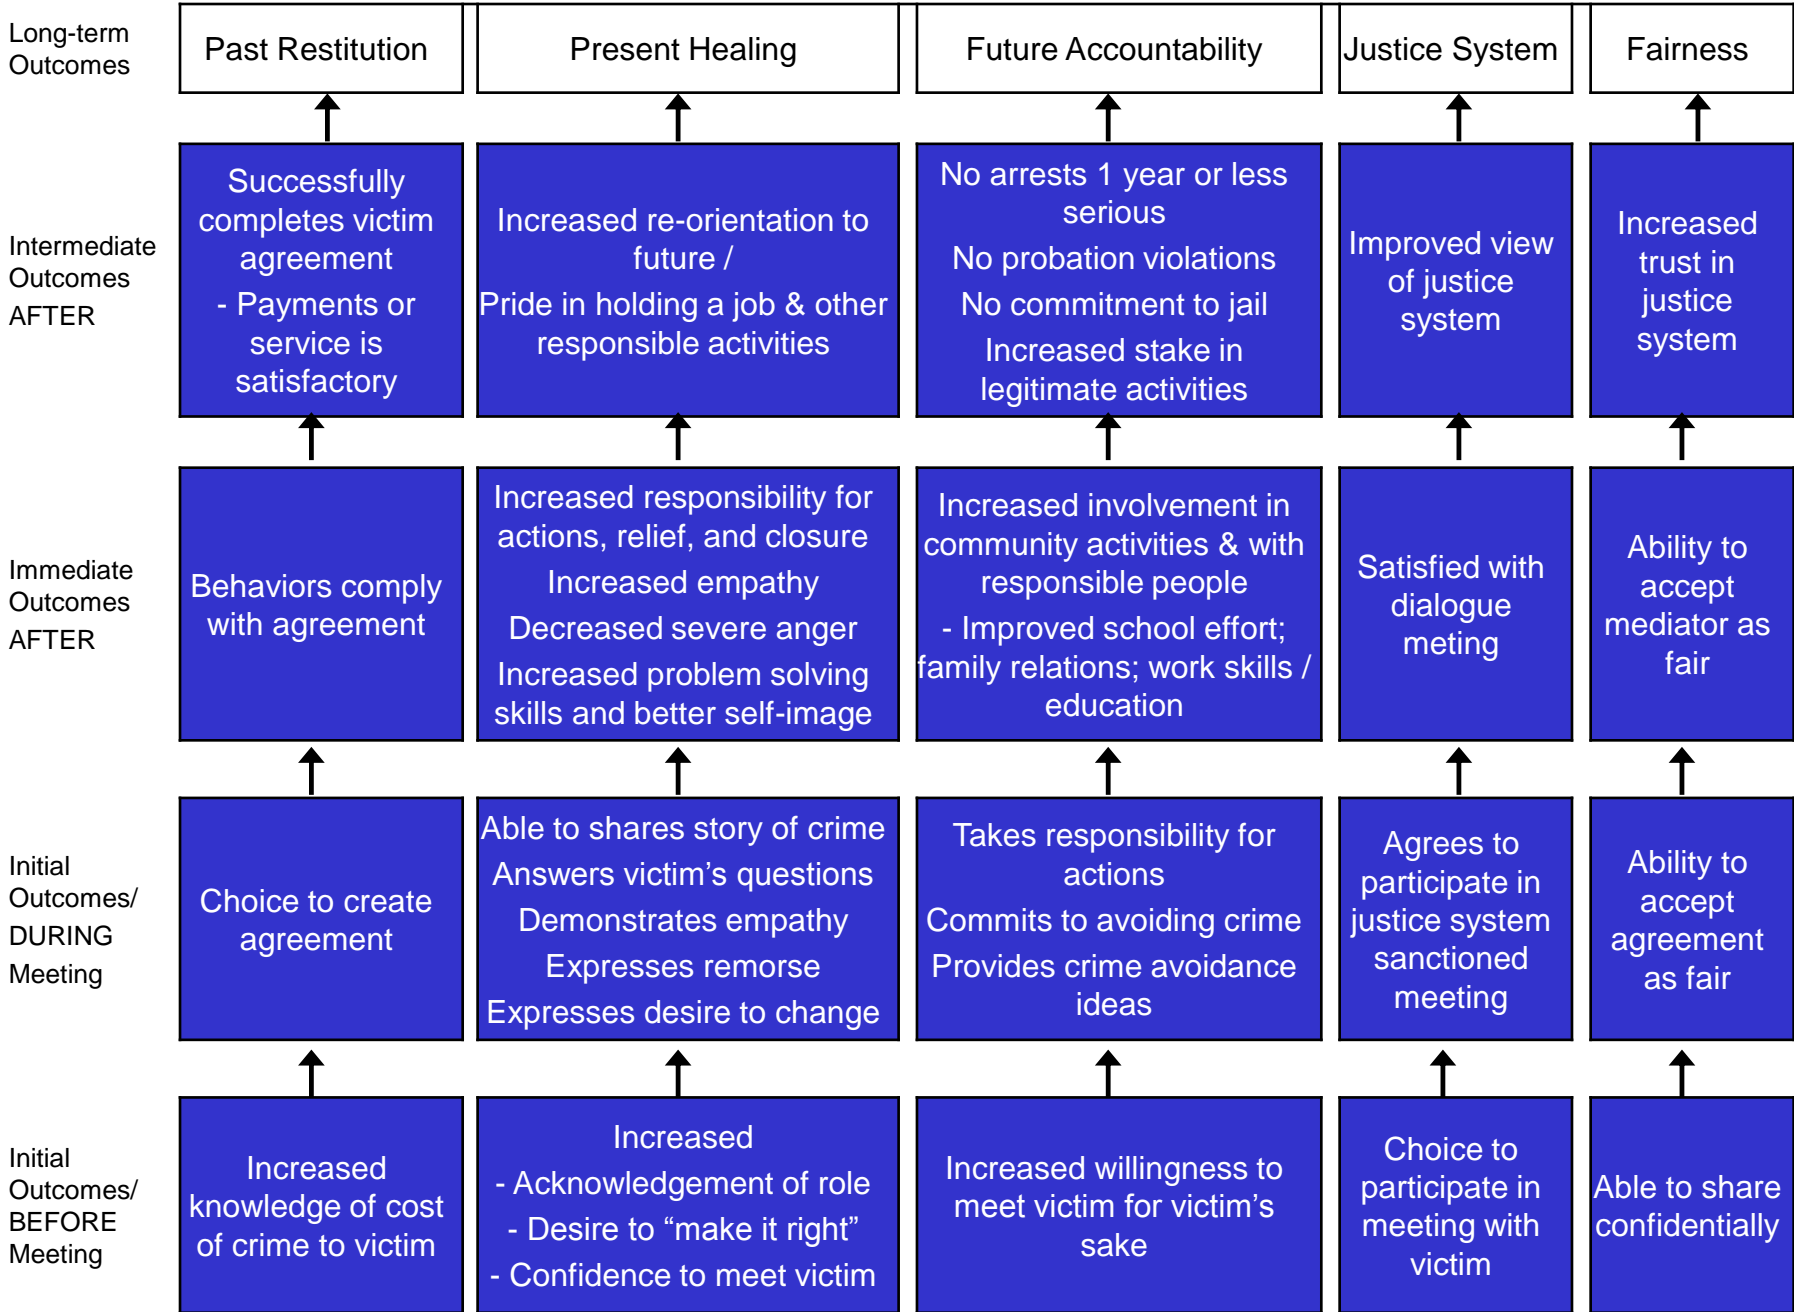 Long-term
Outcomes
Past Restitution
Present Healing
Future Accountability
Justice System
Fairness
Intermediate
Outcomes
AFTER
Successfully
completes victim
agreement
- Payments or
service is
satisfactory
Increased re-orientation to
future /
Pride in holding a job & other
responsible activities
No arrests 1 year or less
serious
No probation violations
No commitment to jail
Increased stake in
legitimate activities
Improved view
of justice
system
Increased
trust in
justice
system
Immediate
Outcomes
AFTER
Behaviors comply
with agreement
Increased responsibility for
actions, relief, and closure
Increased empathy
Decreased severe anger
Increased problem solving
skills and better self-image
Increased involvement in
community activities & with
responsible people
- Improved school effort;
family relations; work skills /
education
Satisfied with
dialogue
meting
Ability to
accept
mediator as
fair
Initial
Outcomes/
DURING
Meeting
Choice to create
agreement
Able to shares story of crime
Answers victim’s questions
Demonstrates empathy
Expresses remorse
Expresses desire to change
Takes responsibility for
actions
Commits to avoiding crime
Provides crime avoidance
ideas
Agrees to
participate in
justice system
sanctioned
meeting
Ability to
accept
agreement
as fair
Initial
Outcomes/
BEFORE
Meeting
Increased
knowledge of cost
of crime to victim
Increased
- Acknowledgement of role
- Desire to “make it right”
- Confidence to meet victim
Increased willingness to
meet victim for victim’s
sake
Choice to
participate in
meeting with
victim
Able to share
confidentially